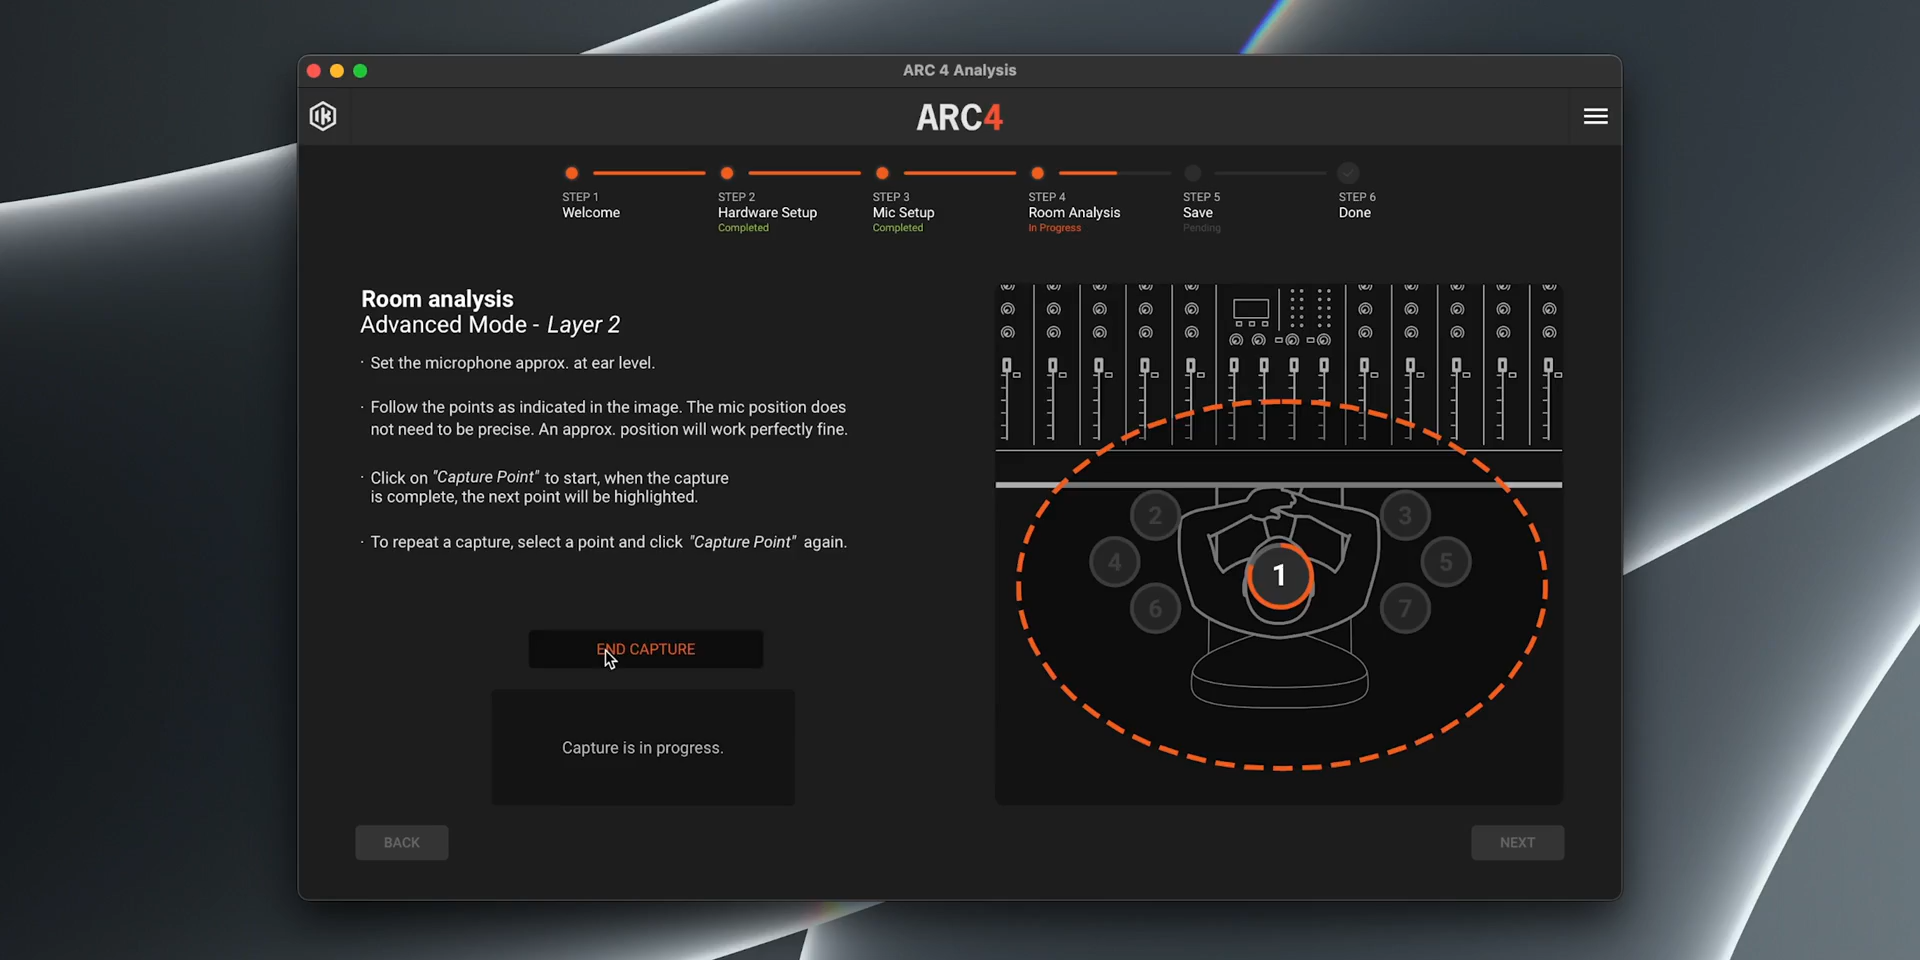 ARC 4 Analysis
ARC4
STEP 1
Welcome
STEP 2
Hardware Setup
Completed
STEP 3
Mic Setup
Completed
STEP 4
Room Analysis
In Progress
STEP 5
Save
Pending
STEP 6
Done
Room analysis
Advanced Mode - Layer 2
· Set the microphone approx. at ear level.
· Follow the points as indicated in the image. The mic position does
not need to be precise. An approx. position will work perfectly fine.
· Click on "Capture Point" to start, when the capture
is complete, the next point will be highlighted.
· To repeat a capture, select a point and click "Capture Point" again.
END CAPTURE
Capture is in progress.
2
3
4
1
5
6
7
BACK
NEXT